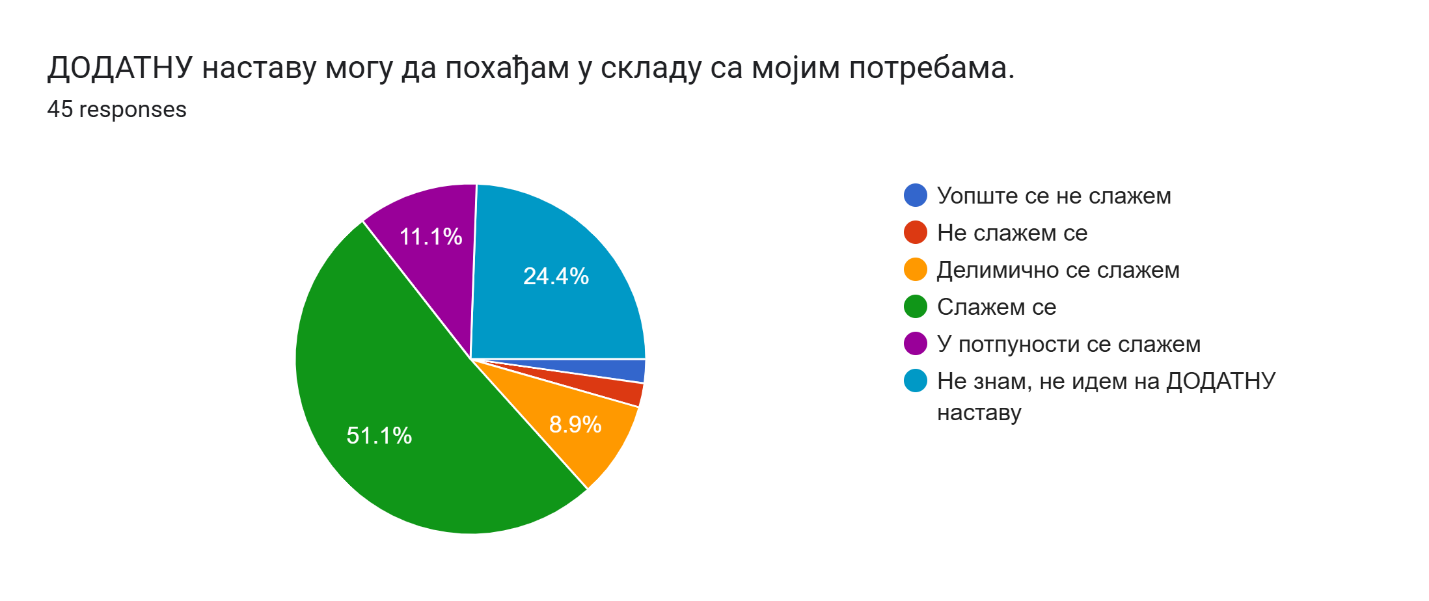 ДОДАТНУ наставу могу да похађам у складу са мојим потребама.
45 responses
11.1%
24.4%
8.9%
51.1%
Уопште се не слажем
Не слажем се
Делимично се слажем
Слажем се
У потпуности се слажем
Не знам, не идем на ДОДАТНУ
наставу